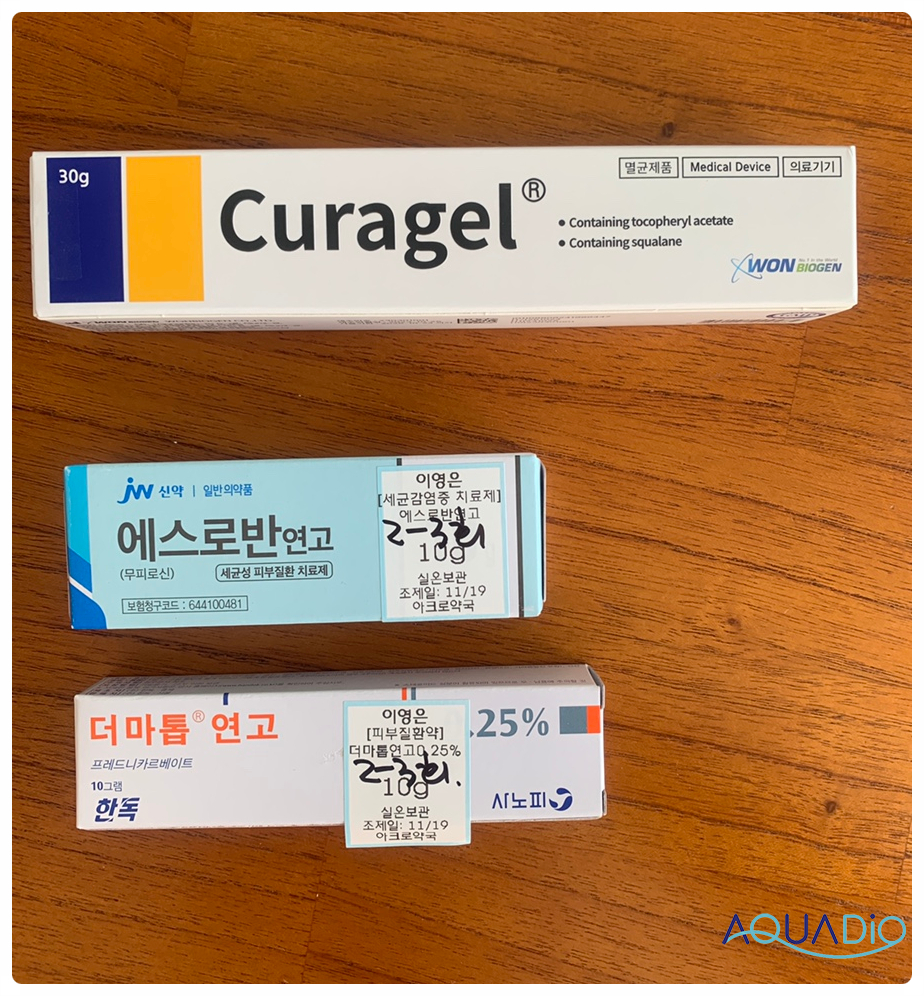 30g
Curagel®
멸균제품 Medical Device 의료기기
• Containing tocopheryl acetate
• Containing squalane
WON BIOGEN
JW 신약 | 일반의약품
에스로반연고
(무피로신)
세균성 피부질환 치료제
보험청구코드 : 644100481
이영은
[세균감염증 치료제]
에스로반연고
2-3회
10g
실온보관
조제일: 11/19
아크로약국
더마톱® 연고
프레드니카르베이트
10그램
한독
.25%
사노피
이영은
[피부질환약]
더마톱연고0.25%
2-3회.
10g
실온보관
조제일: 11/19
아크로약국
AQUADiO